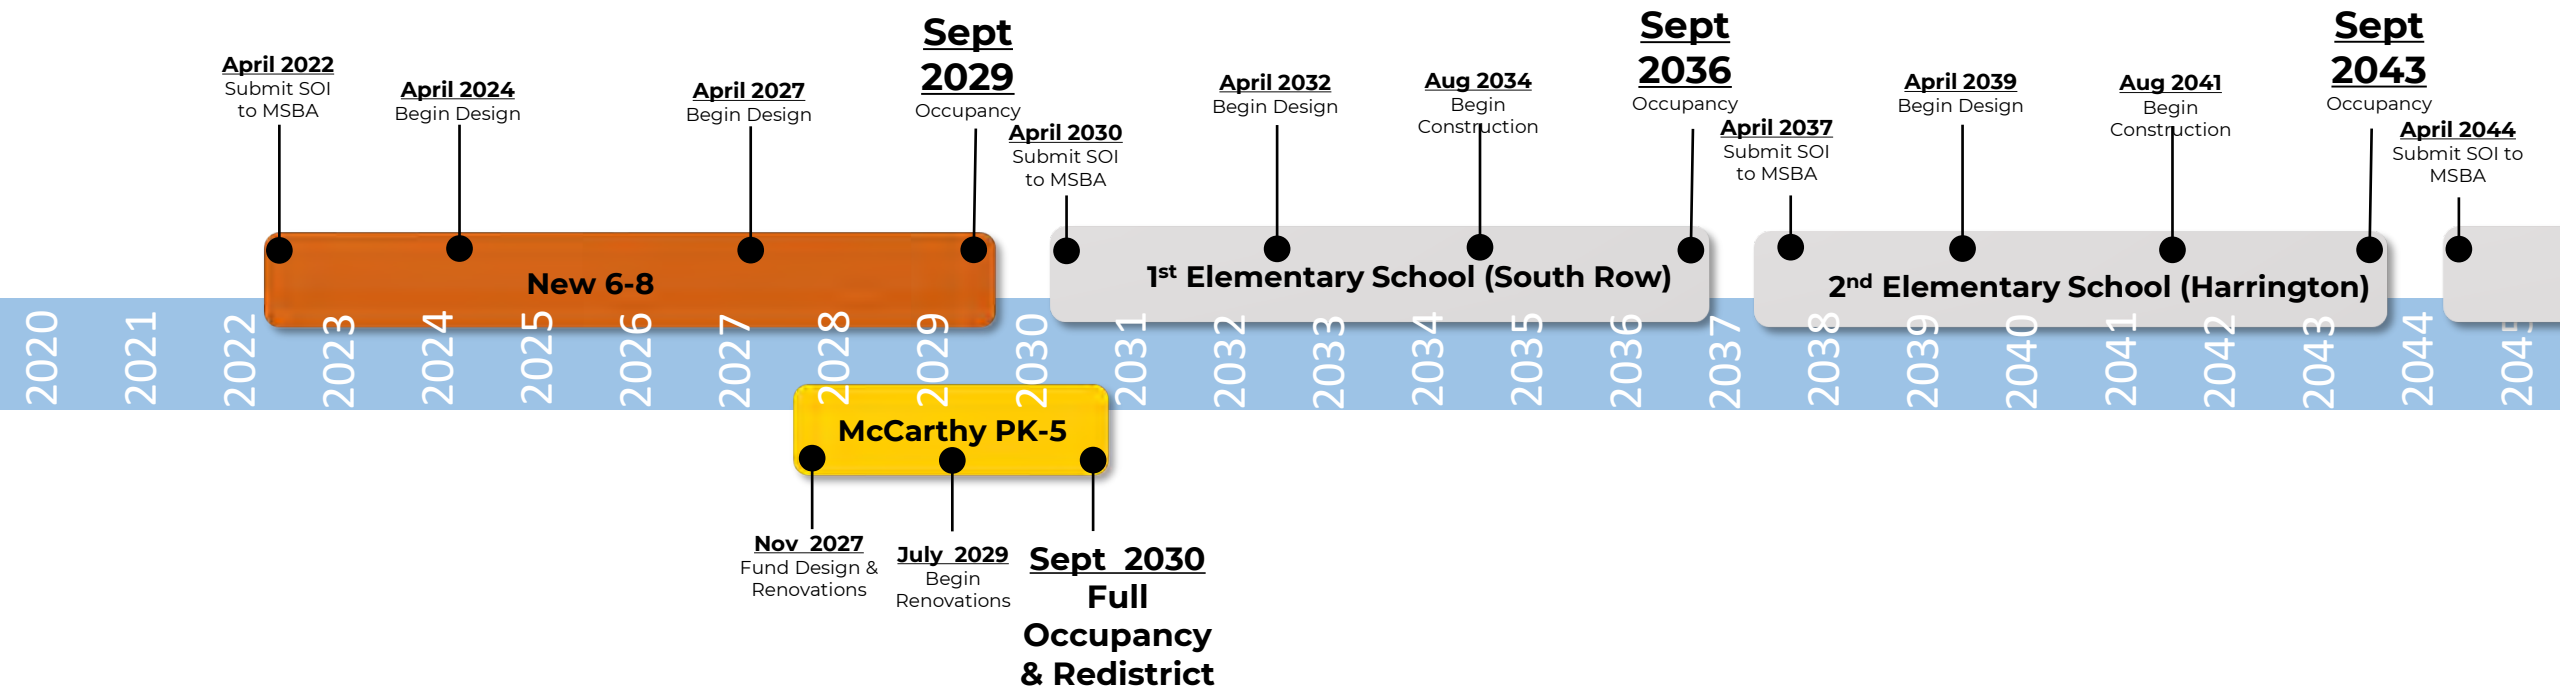 April 2022
Submit SOI
to MSBA
April 2024
Begin Design
April 2027
Begin Design
Sept
2029
Occupancy
April 2030
Submit SOI
to MSBA
April 2032
Begin Design
Aug 2034
Begin
Construction
Sept
2036
Occupancy
April 2037
Submit SOI
to MSBA
April 2039
Begin Design
Aug 2041
Begin
Construction
Sept
2043
Occupancy
April 2044
Submit SOI to
MSBA
New 6-8
1st Elementary School (South Row)
2nd Elementary School (Harrington)
2020
2021
2022
2023
2024
2025
2026
2027
2028
2029
2030
2031
2032
2033
2034
2035
2036
2037
2038
2039
2040
2041
2042
2043
2044
2045
McCarthy PK-5
Nov 2027
Fund Design &
Renovations
July 2029
Begin
Renovations
Sept 2030
Full
Occupancy
& Redistrict